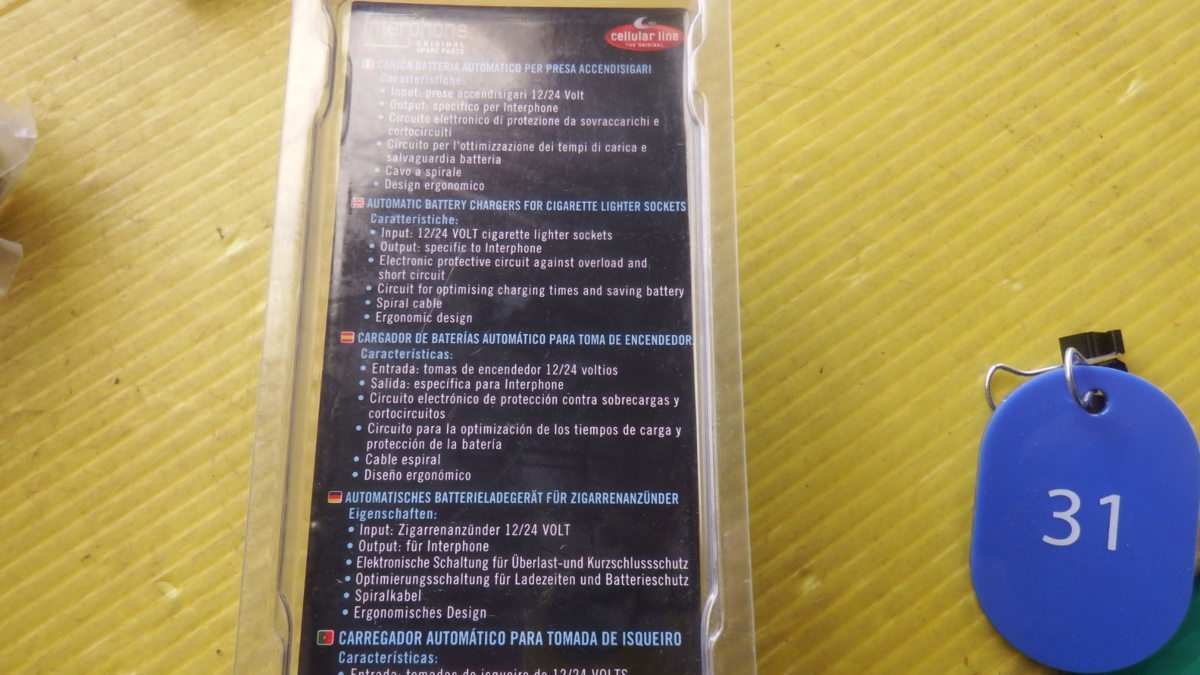 interphone
ORIGINAL
SPARE PARTS
cellular line
THE ORIGINAL
CARICA BATTERIA AUTOMATICO PER PRESA ACCENDISIGARI
Caratteristiche:
• Input: prese accendisigari 12/24 Volt
• Output: specifico per Interphone
• Circuito elettronico di protezione da sovraccarichi e
cortocircuiti
• Circuito per l'ottimizzazione dei tempi di carica e
salvaguardia batteria
• Cavo a spirale
• Design ergonomico
AUTOMATIC BATTERY CHARGERS FOR CIGARETTE LIGHTER SOCKETS
Caratteristiche:
• Input: 12/24 VOLT cigarette lighter sockets
• Output: specific to Interphone
• Electronic protective circuit against overload and
short circuit
• Circuit for optimising charging times and saving battery
• Spiral cable
• Ergonomic design
CARGADOR DE BATERÍAS AUTOMÁTICO PARA TOMA DE ENCENDEDOR
Características:
• Entrada: tomas de encendedor 12/24 voltios
• Salida: específica para Interphone
• Circuito electrónico de protección contra sobrecargas y
cortocircuitos
• Circuito para la optimización de los tiempos de carga y
protección de la batería
• Cable espiral
• Diseño ergonómico
AUTOMATISCHES BATTERIELADEGERÄT FÜR ZIGARRENANZÜNDER
Eigenschaften:
• Input: Zigarrenanzünder 12/24 VOLT
• Output: für Interphone
• Elektronische Schaltung für Überlast-und Kurzschlussschutz
• Optimierungsschaltung für Ladezeiten und Batterieschutz
• Spiralkabel
• Ergonomisches Design
CARREGADOR AUTOMÁTICO PARA TOMADA DE ISQUEIRO
Características:
• Entrada: tomadas de isqueiro de 12/24 VOLTS
31